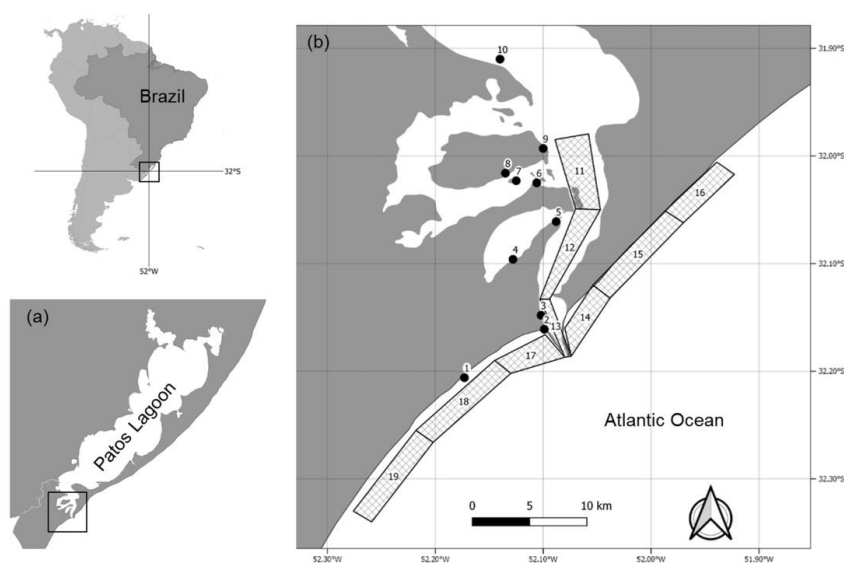 Brazil
32°S
52°W
(a)
Patos Lagoon
(b)
10
9
8
7
6
5
4
3
2
1
11
12
13
14
15
16
17
18
19
Atlantic Ocean
0 5 10 km
31.90°S
32.00°S
32.10°S
32.20°S
32.30°S
52.30°W 52.20°W 52.10°W 52.00°W 51.90°W